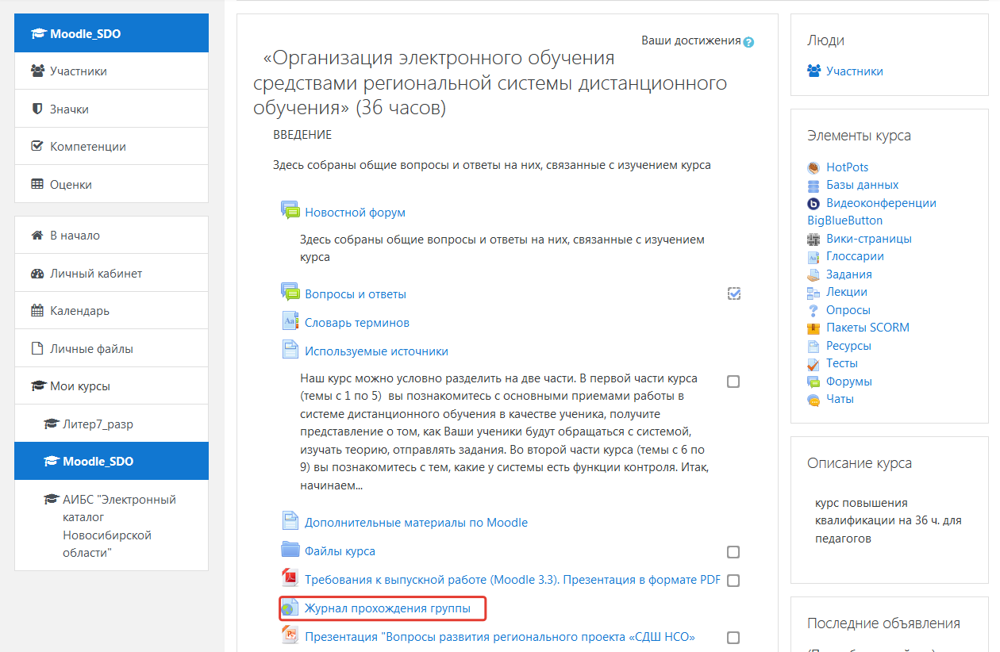 Moodle_SDO
Участники
Значки
Компетенции
Оценки
В начало
Личный кабинет
Календарь
Личные файлы
Мои курсы
Литер7_разр
Moodle_SDO
АИБС "Электронный
каталог
Новосибирской
области"
Ваши достижения
«Организация электронного обучения
средствами региональной системы дистанционного
обучения» (36 часов)
ВВЕДЕНИЕ
Здесь собраны общие вопросы и ответы на них, связанные с изучением курса
Новостной форум
Здесь собраны общие вопросы и ответы на них, связанные с изучением
курса
Вопросы и ответы
Словарь терминов
Используемые источники
Наш курс можно условно разделить на две части. В первой части курса
(темы с 1 по 5) вы познакомитесь с основными приемами работы в
системе дистанционного обучения в качестве ученика, получите
представление о том, как Ваши ученики будут обращаться с системой,
изучать теорию, отправлять задания. Во второй части курса (темы с 6 по
9) вы познакомитесь с тем, какие у системы есть функции контроля. Итак,
начинаем...
Дополнительные материалы по Moodle
Файлы курса
Требования к выпускной работе (Moodle 3.3). Презентация в формате PDF
Журнал прохождения группы
Презентация "Вопросы развития регионального проекта «СДШ НСО»
Люди
Участники
Элементы курса
HotPots
Базы данных
Видеоконференции
BigBlueButton
Вики-страницы
Глоссарии
Задания
Лекции
Опросы
Пакеты SCORM
Ресурсы
Тесты
Форумы
Чаты
Описание курса
курс повышения
квалификации на 36 ч. для
педагогов
Последние объявления